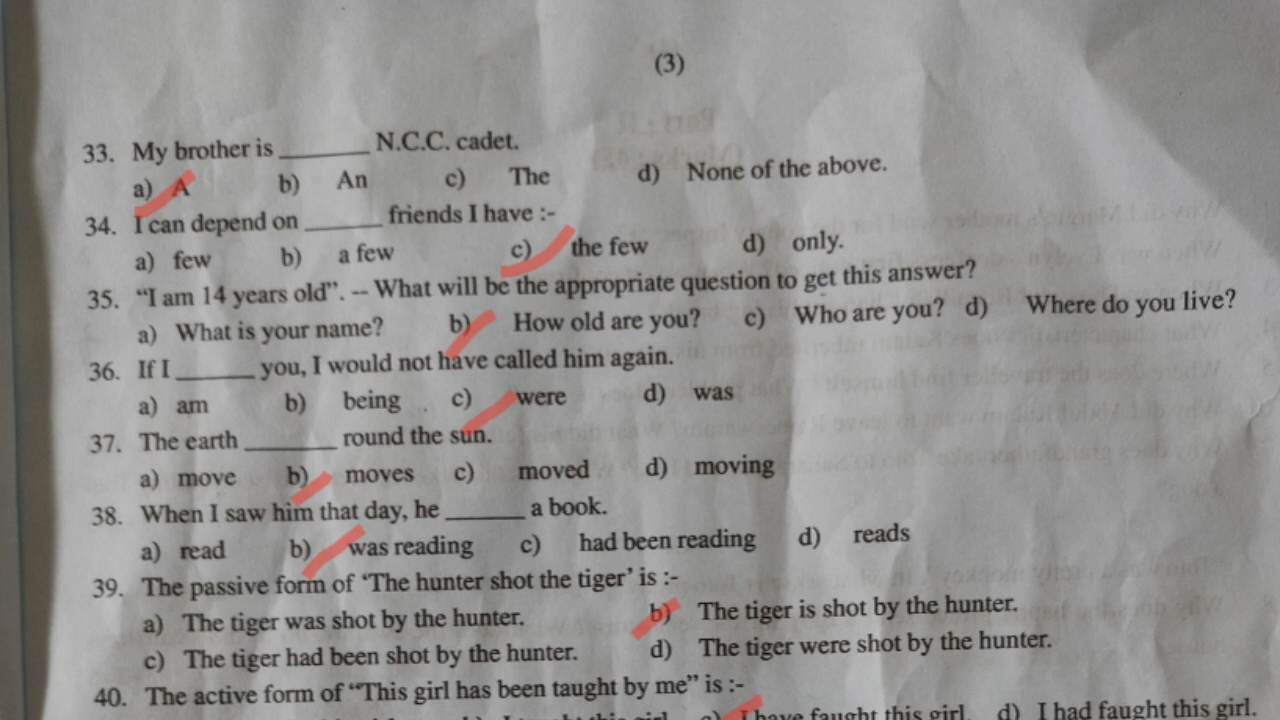 (3)
33. My brother is ________ N.C.C. cadet.
a) A b) An c) The d) None of the above.
34. I can depend on _______ friends I have :-
a) few b) a few c) the few d) only.
35. “I am 14 years old”. -- What will be the appropriate question to get this answer?
a) What is your name? b) How old are you? c) Who are you? d) Where do you live?
36. If I _______ you, I would not have called him again.
a) am b) being c) were d) was
37. The earth ________ round the sun.
a) move b) moves c) moved d) moving
38. When I saw him that day, he _______ a book.
a) read b) was reading c) had been reading d) reads
39. The passive form of ‘The hunter shot the tiger’ is :-
a) The tiger was shot by the hunter. b) The tiger is shot by the hunter.
c) The tiger had been shot by the hunter. d) The tiger were shot by the hunter.
40. The active form of “This girl has been taught by me” is :-
c) I have faught this girl. d) I had faught this girl.